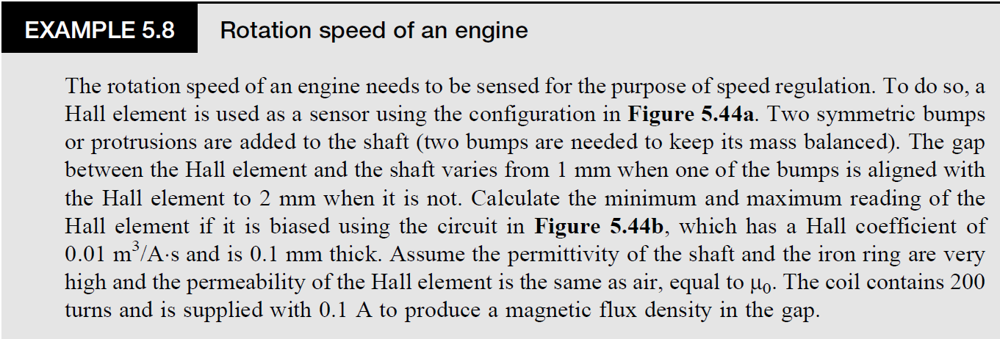 EXAMPLE 5.8 Rotation speed of an engine
The rotation speed of an engine needs to be sensed for the purpose of speed regulation. To do so, a
Hall element is used as a sensor using the configuration in Figure 5.44a. Two symmetric bumps
or protrusions are added to the shaft (two bumps are needed to keep its mass balanced). The gap
between the Hall element and the shaft varies from 1 mm when one of the bumps is aligned with
the Hall element to 2 mm when it is not. Calculate the minimum and maximum reading of the
Hall element if it is biased using the circuit in Figure 5.44b, which has a Hall coefficient of
0.01 m³/A·s and is 0.1 mm thick. Assume the permittivity of the shaft and the iron ring are very
high and the permeability of the Hall element is the same as air, equal to μ₀. The coil contains 200
turns and is supplied with 0.1 A to produce a magnetic flux density in the gap.